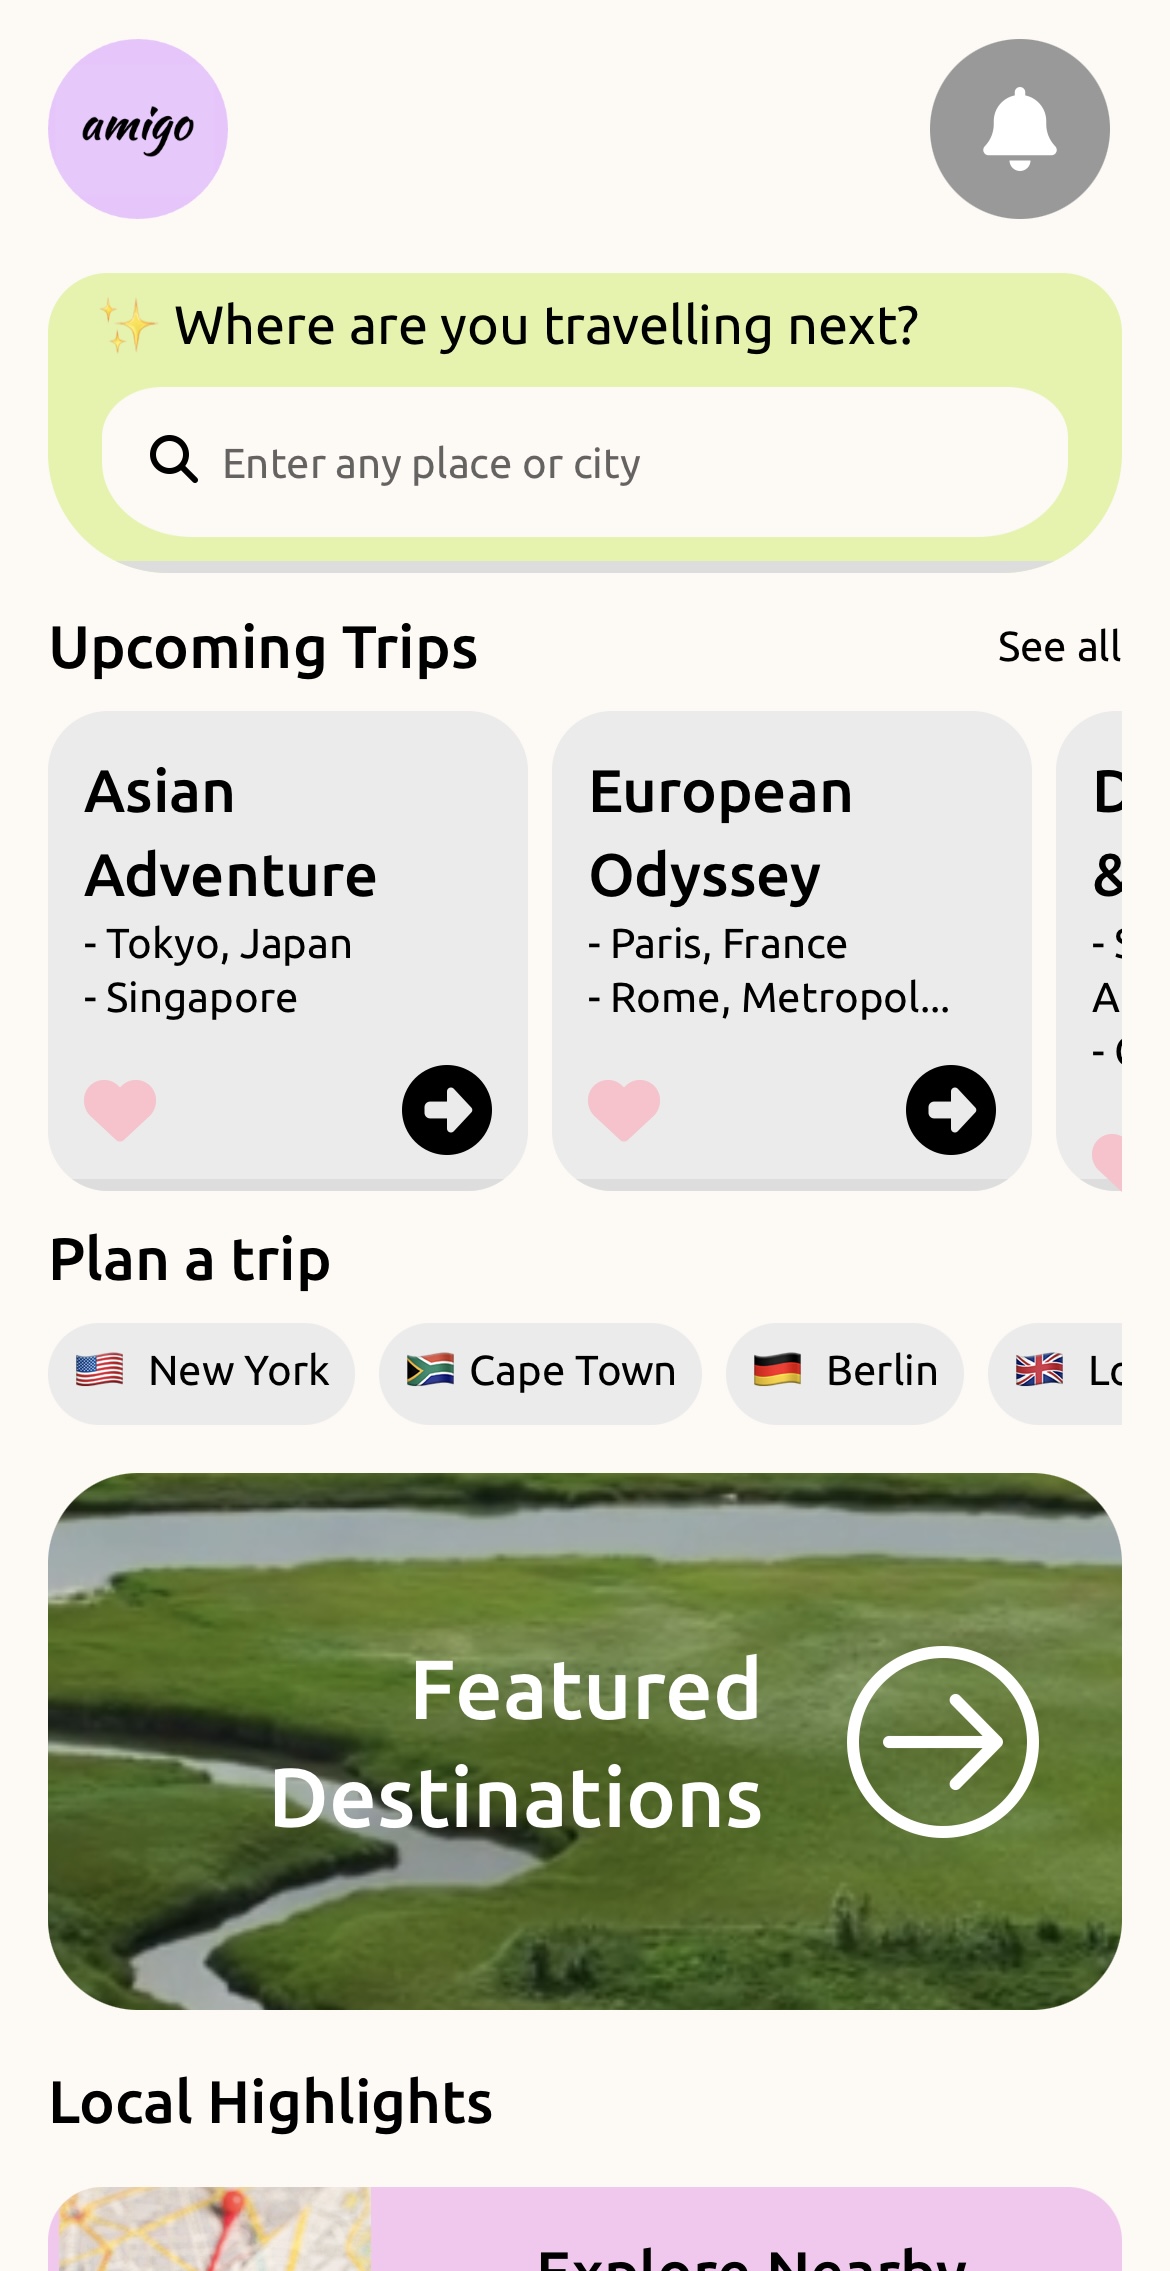 amigo
✨ Where are you travelling next?
Enter any place or city
Upcoming Trips
See all
Asian
Adventure
- Tokyo, Japan
- Singapore
European
Odyssey
- Paris, France
- Rome, Metropol...
D
&
- S
A
-
Plan a trip
New York
Cape Town
Berlin
Lo
Featured
Destinations
Local Highlights
Explore Nearby